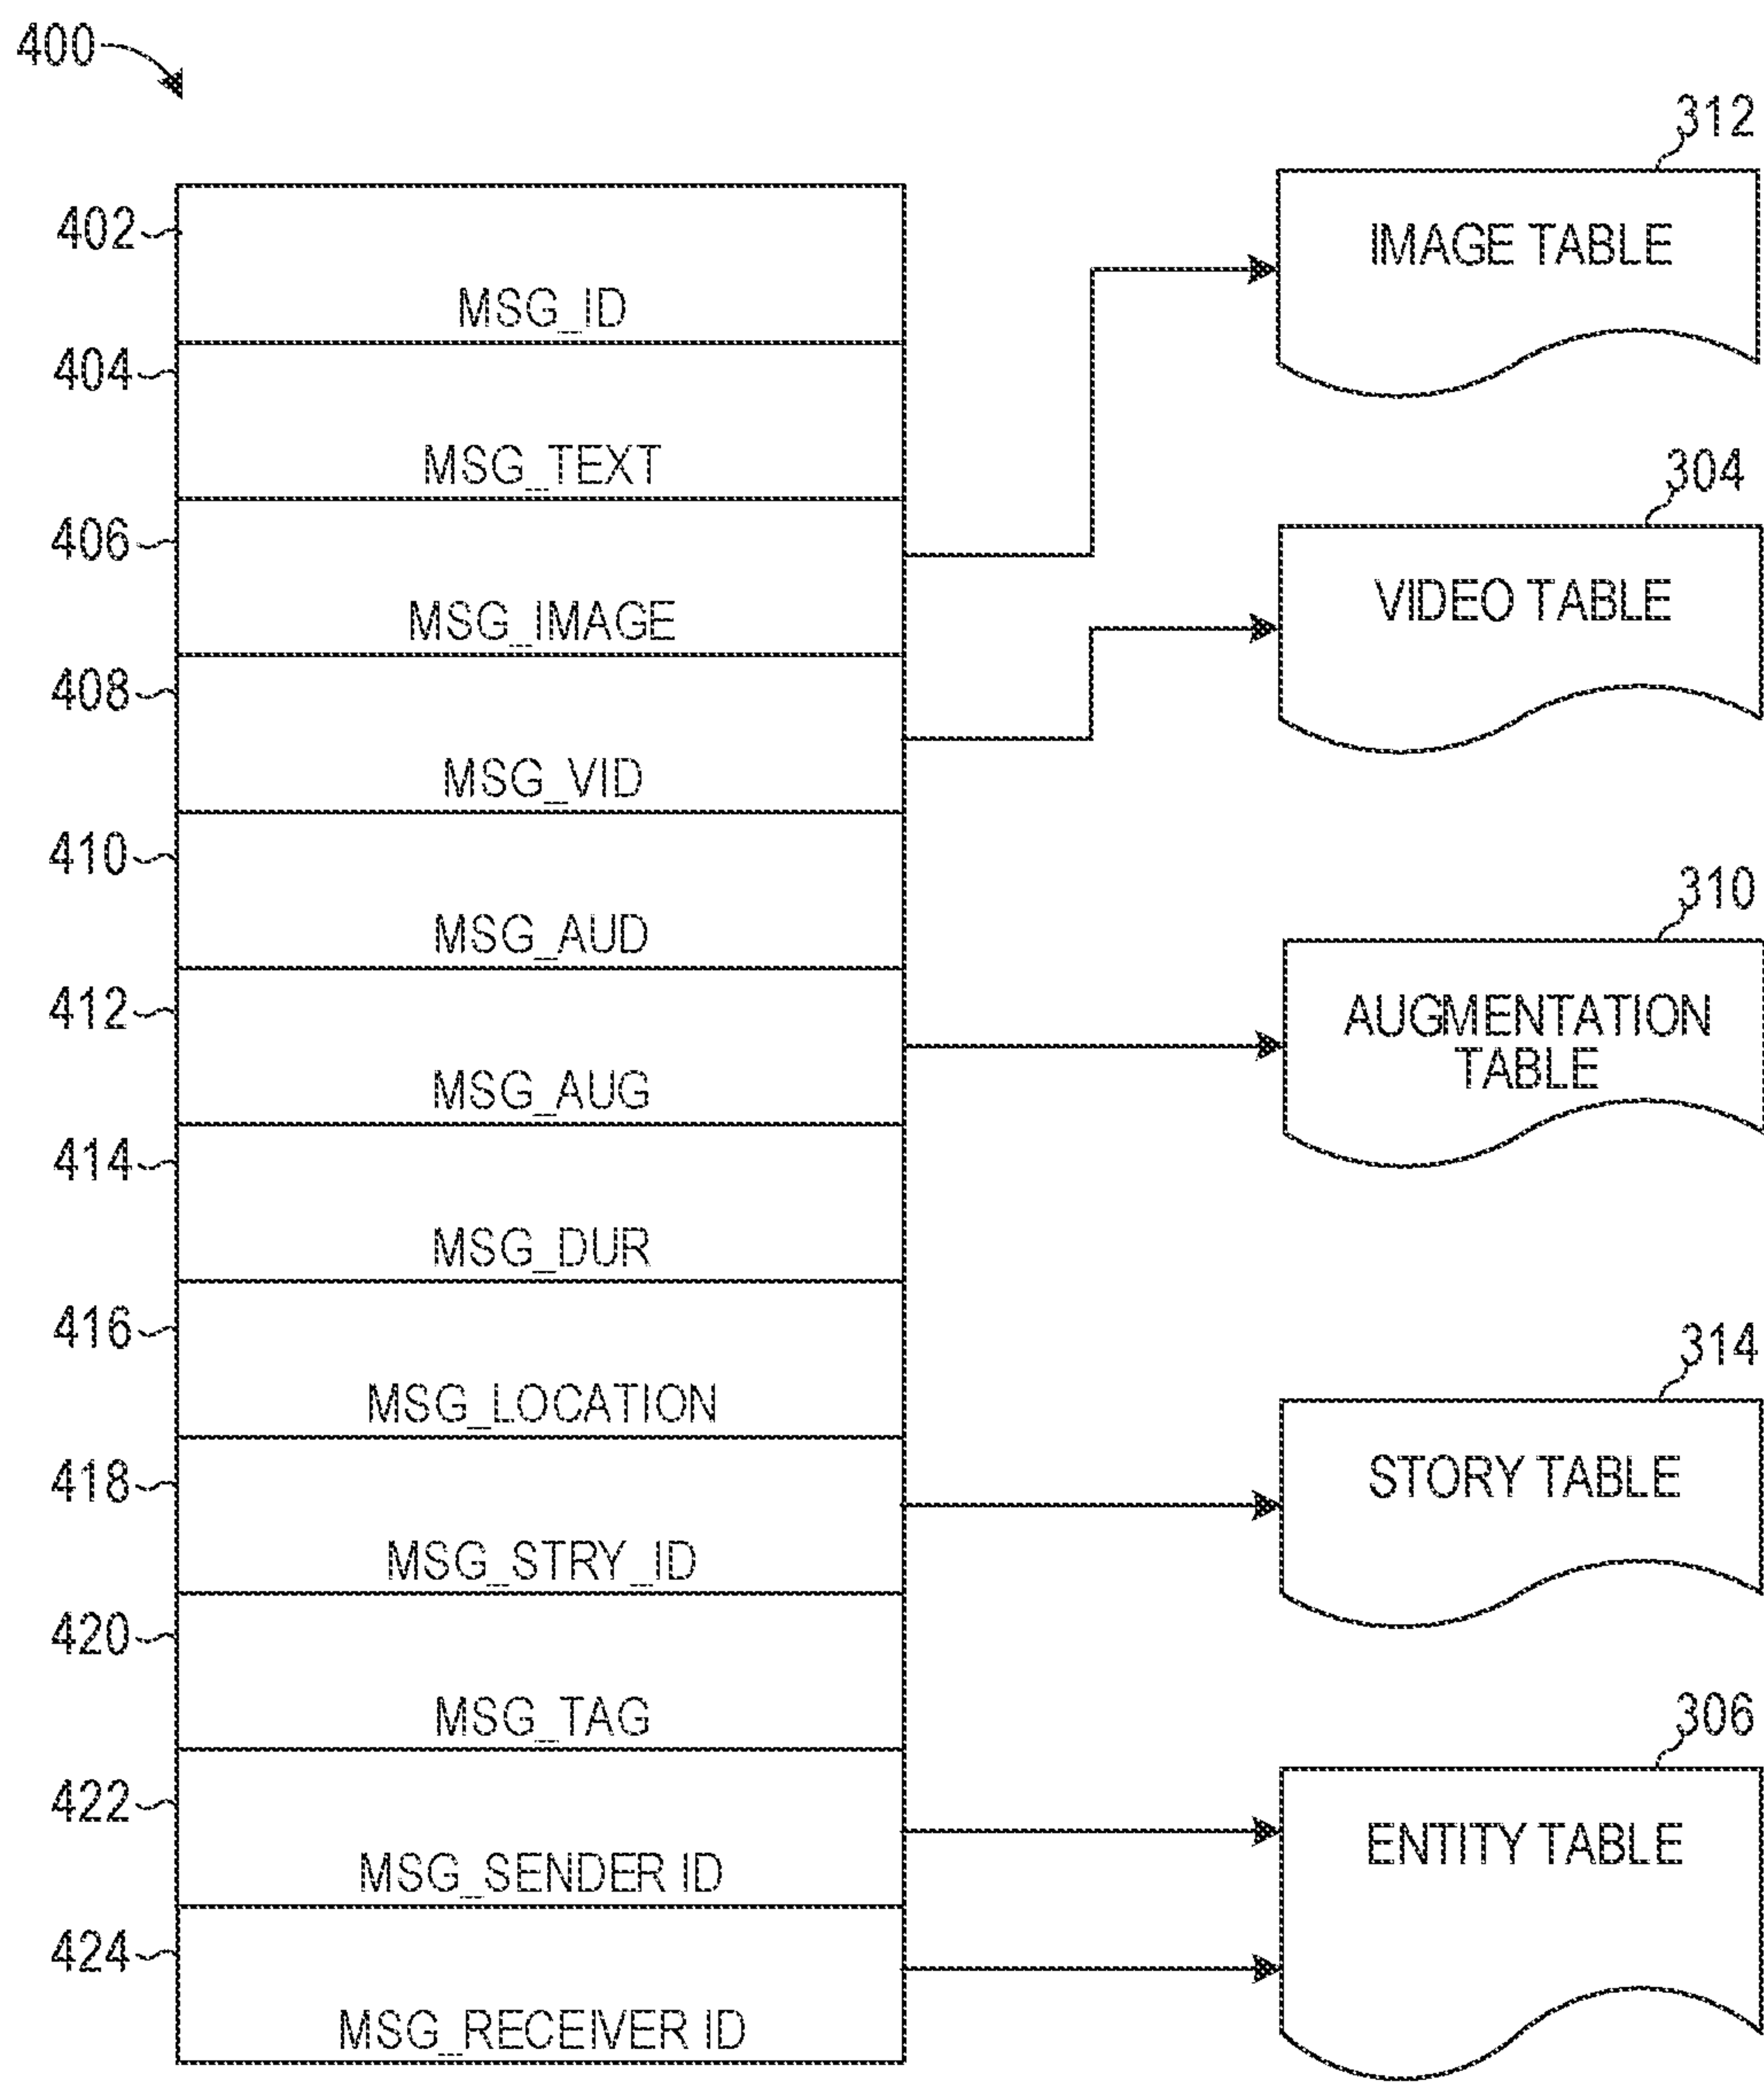 400
312
402
IMAGE TABLE
MSG_ID
404
MSG_TEXT
304
406
VIDEO TABLE
MSG_IMAGE
408
MSG_VID
410
310
MSG_AUD
412
AUGMENTATION
TABLE
MSG_AUG
414
MSG_DUR
416
314
MSG_LOCATION
418
STORY TABLE
MSG_STRY_ID
420
306
MSG_TAG
422
ENTITY TABLE
MSG_SENDER ID
424
MSG_RECEIVER ID